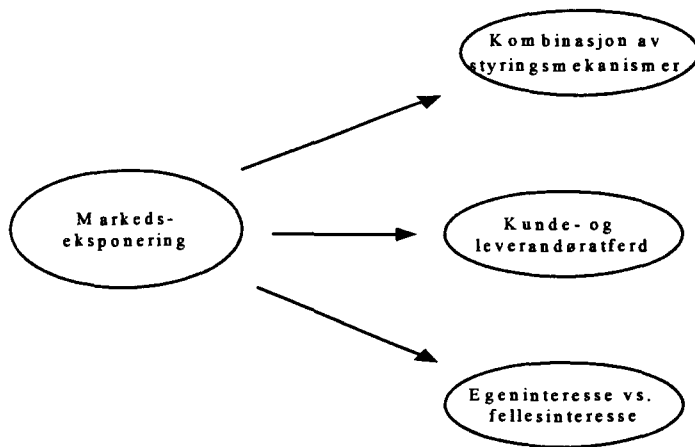 Kombinasjon av
styringsmekanismer
Markeds-
eksponering
Kunde- og
leverandøratferd
Egeninteresse vs.
fellesinteresse